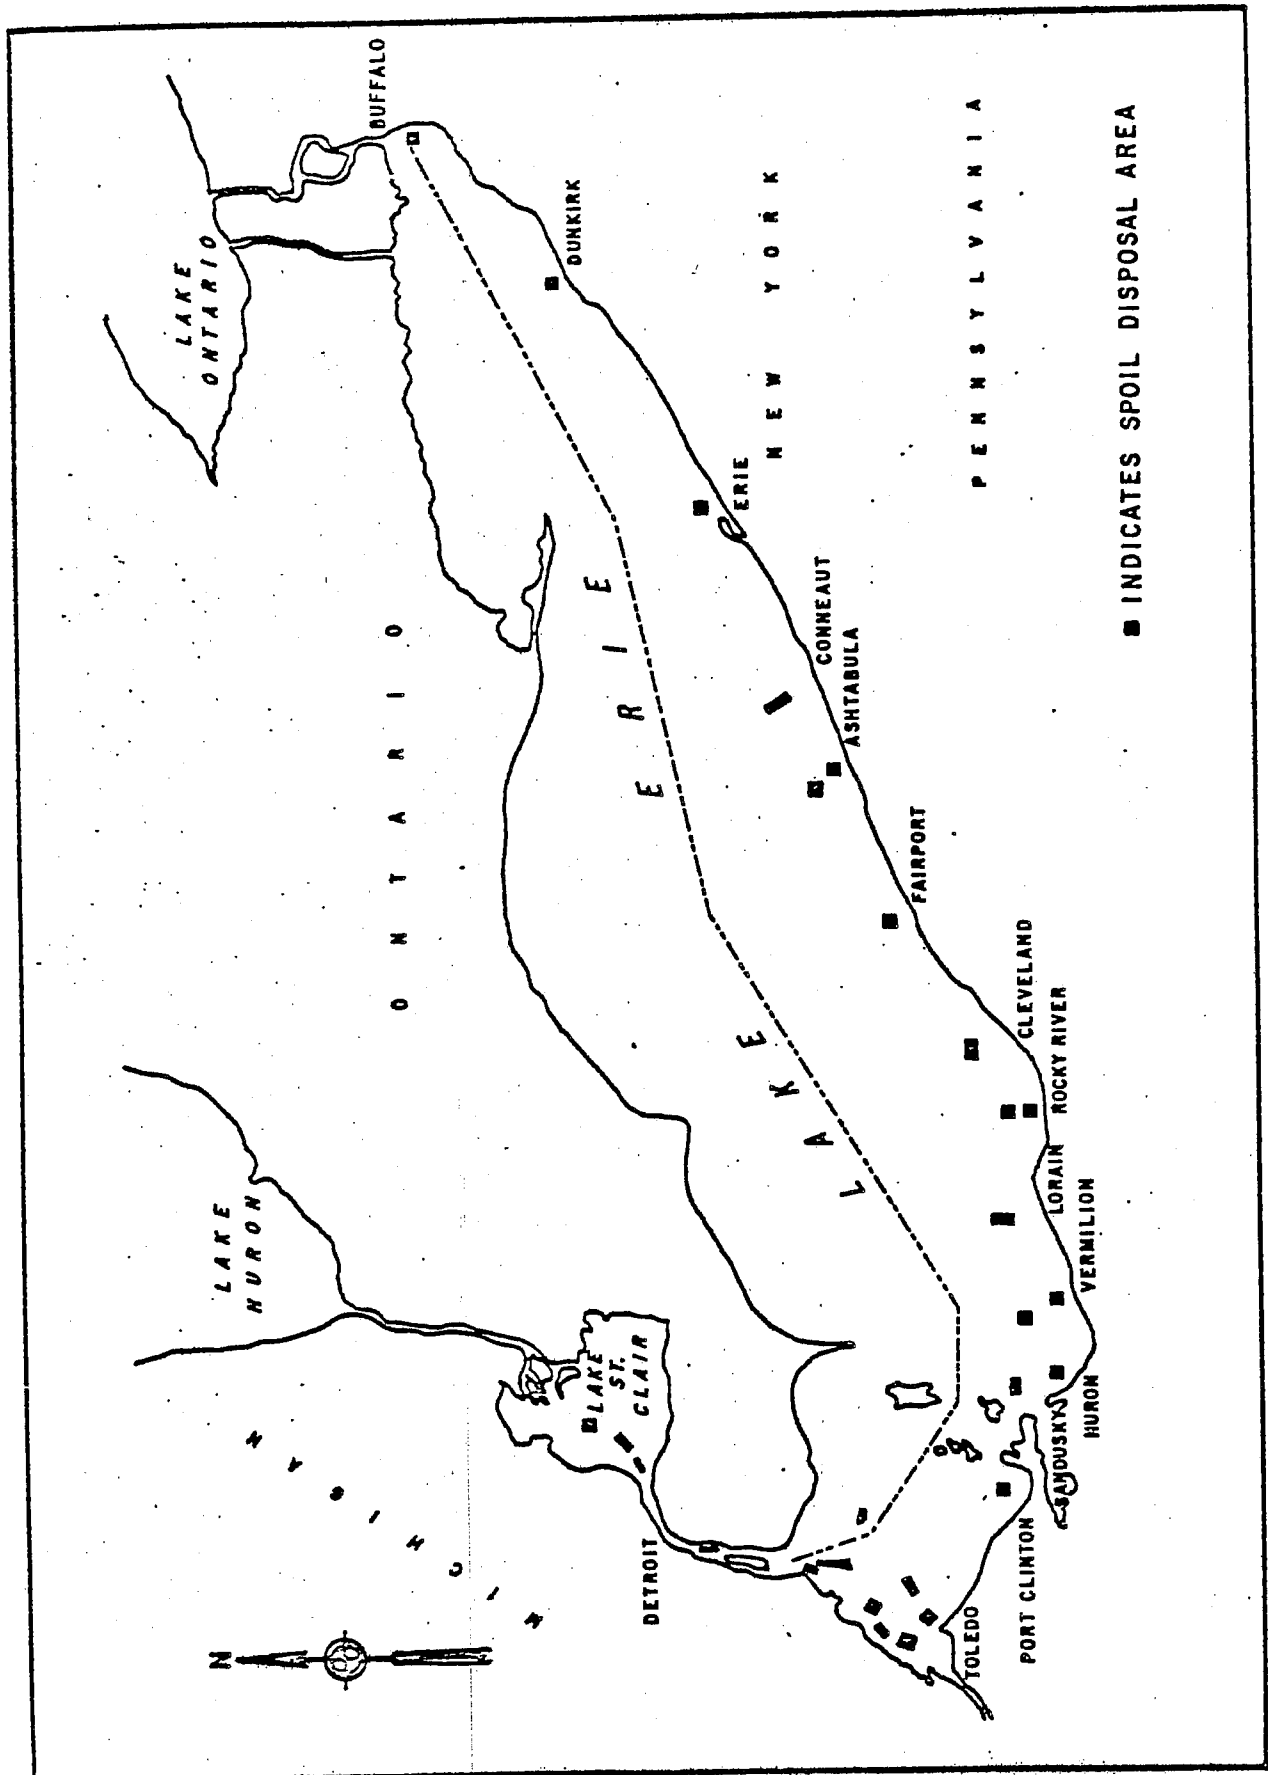 N
LAKE
HURON
LAKE
ONTARIO
MICHIGAN
ONTARIO
LAKE
ST.
CLAIR
DETROIT
LAKE ERIE
BUFFALO
DUNKIRK
ERIE
CONNEAUT
ASHTABULA
FAIRPORT
CLEVELAND
ROCKY RIVER
LORAIN
VERMILION
HURON
SANDUSKY
PORT CLINTON
TOLEDO
NEW YORK
PENNSYLVANIA
INDICATES SPOIL DISPOSAL AREA